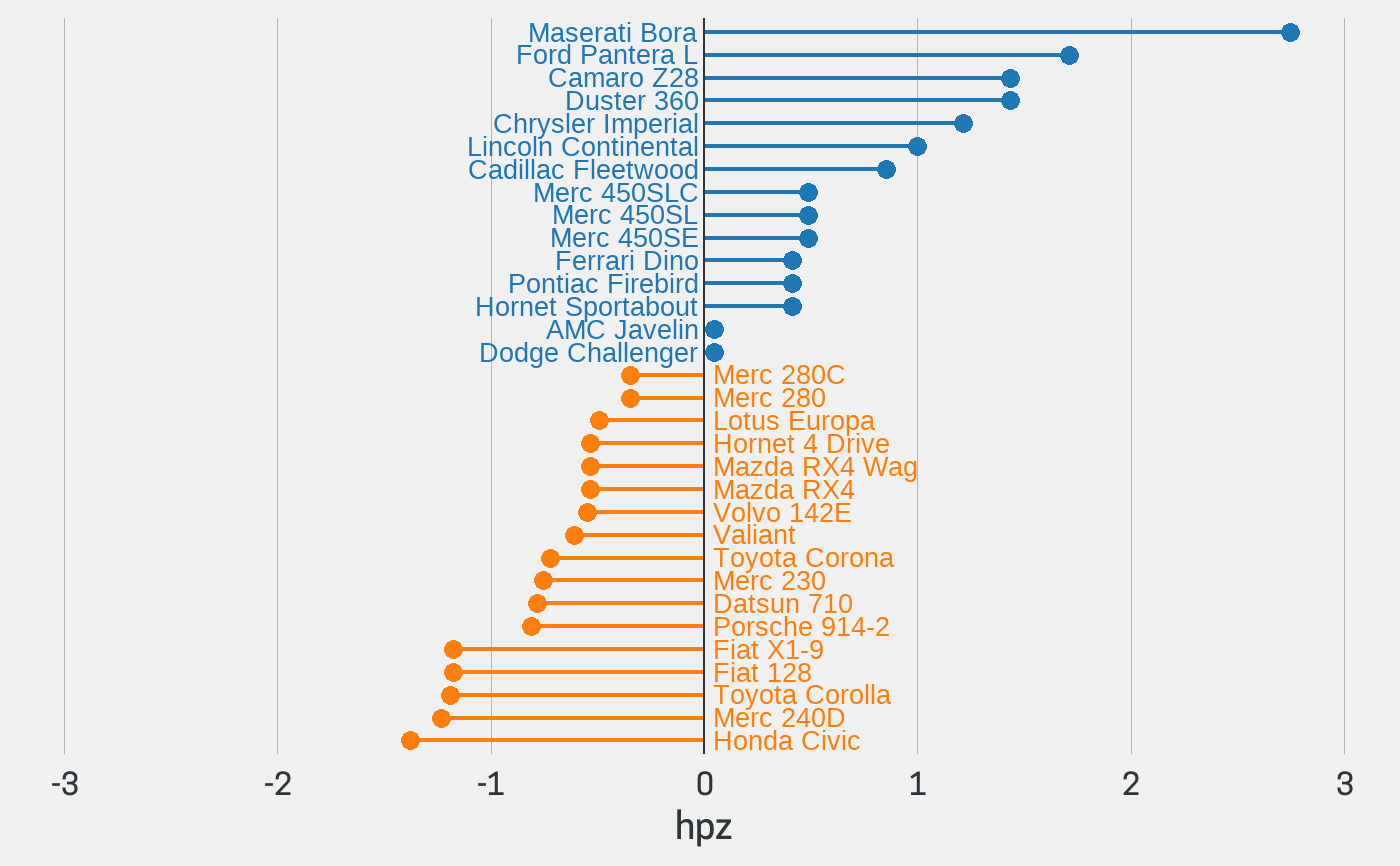 Maserati Bora
Ford Pantera L
Camaro Z28
Duster 360
Chrysler Imperial
Lincoln Continental
Cadillac Fleetwood
Merc 450SLC
Merc 450SL
Merc 450SE
Ferrari Dino
Pontiac Firebird
Hornet Sportabout
AMC Javelin
Dodge Challenger
Merc 280C
Merc 280
Lotus Europa
Hornet 4 Drive
Mazda RX4 Wag
Mazda RX4
Volvo 142E
Valiant
Toyota Corona
Merc 230
Datsun 710
Porsche 914-2
Fiat X1-9
Fiat 128
Toyota Corolla
Merc 240D
Honda Civic
-3 -2 -1 0 1 2 3
hpz